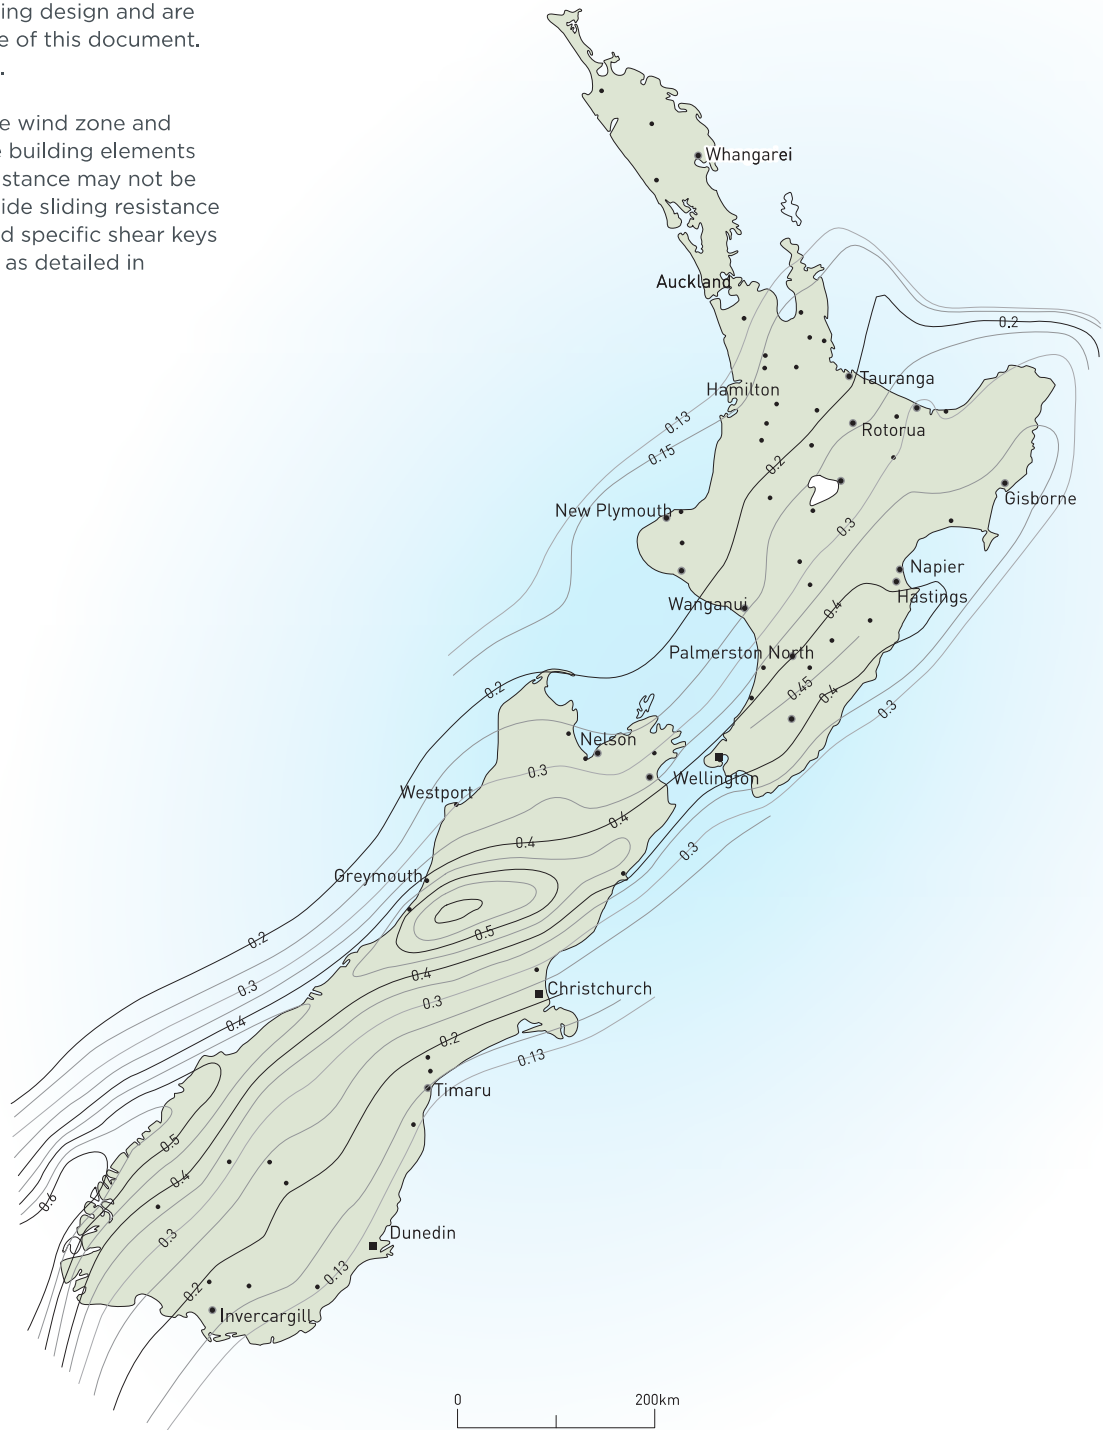 ing design and are
e of this document.
.
e wind zone and
e building elements
istance may not be
ide sliding resistance
d specific shear keys
as detailed in
Whangarei
Auckland
0.2
Tauranga
Hamilton
0.13
Rotorua
0.15
0.2
Gisborne
New Plymouth
0.3
Napier
Hastings
Wanganui
0.4
Palmerston North
0.2
0.45
0.4
0.3
Nelson
0.3
Wellington
Westport
0.4
0.4
0.3
Greymouth
0.5
0.2
0.4
Christchurch
0.3
0.3
0.4
0.2
0.13
Timaru
0.5
0.4
0.6
Dunedin
0.3
0.13
0.2
Invercargill
0
200km